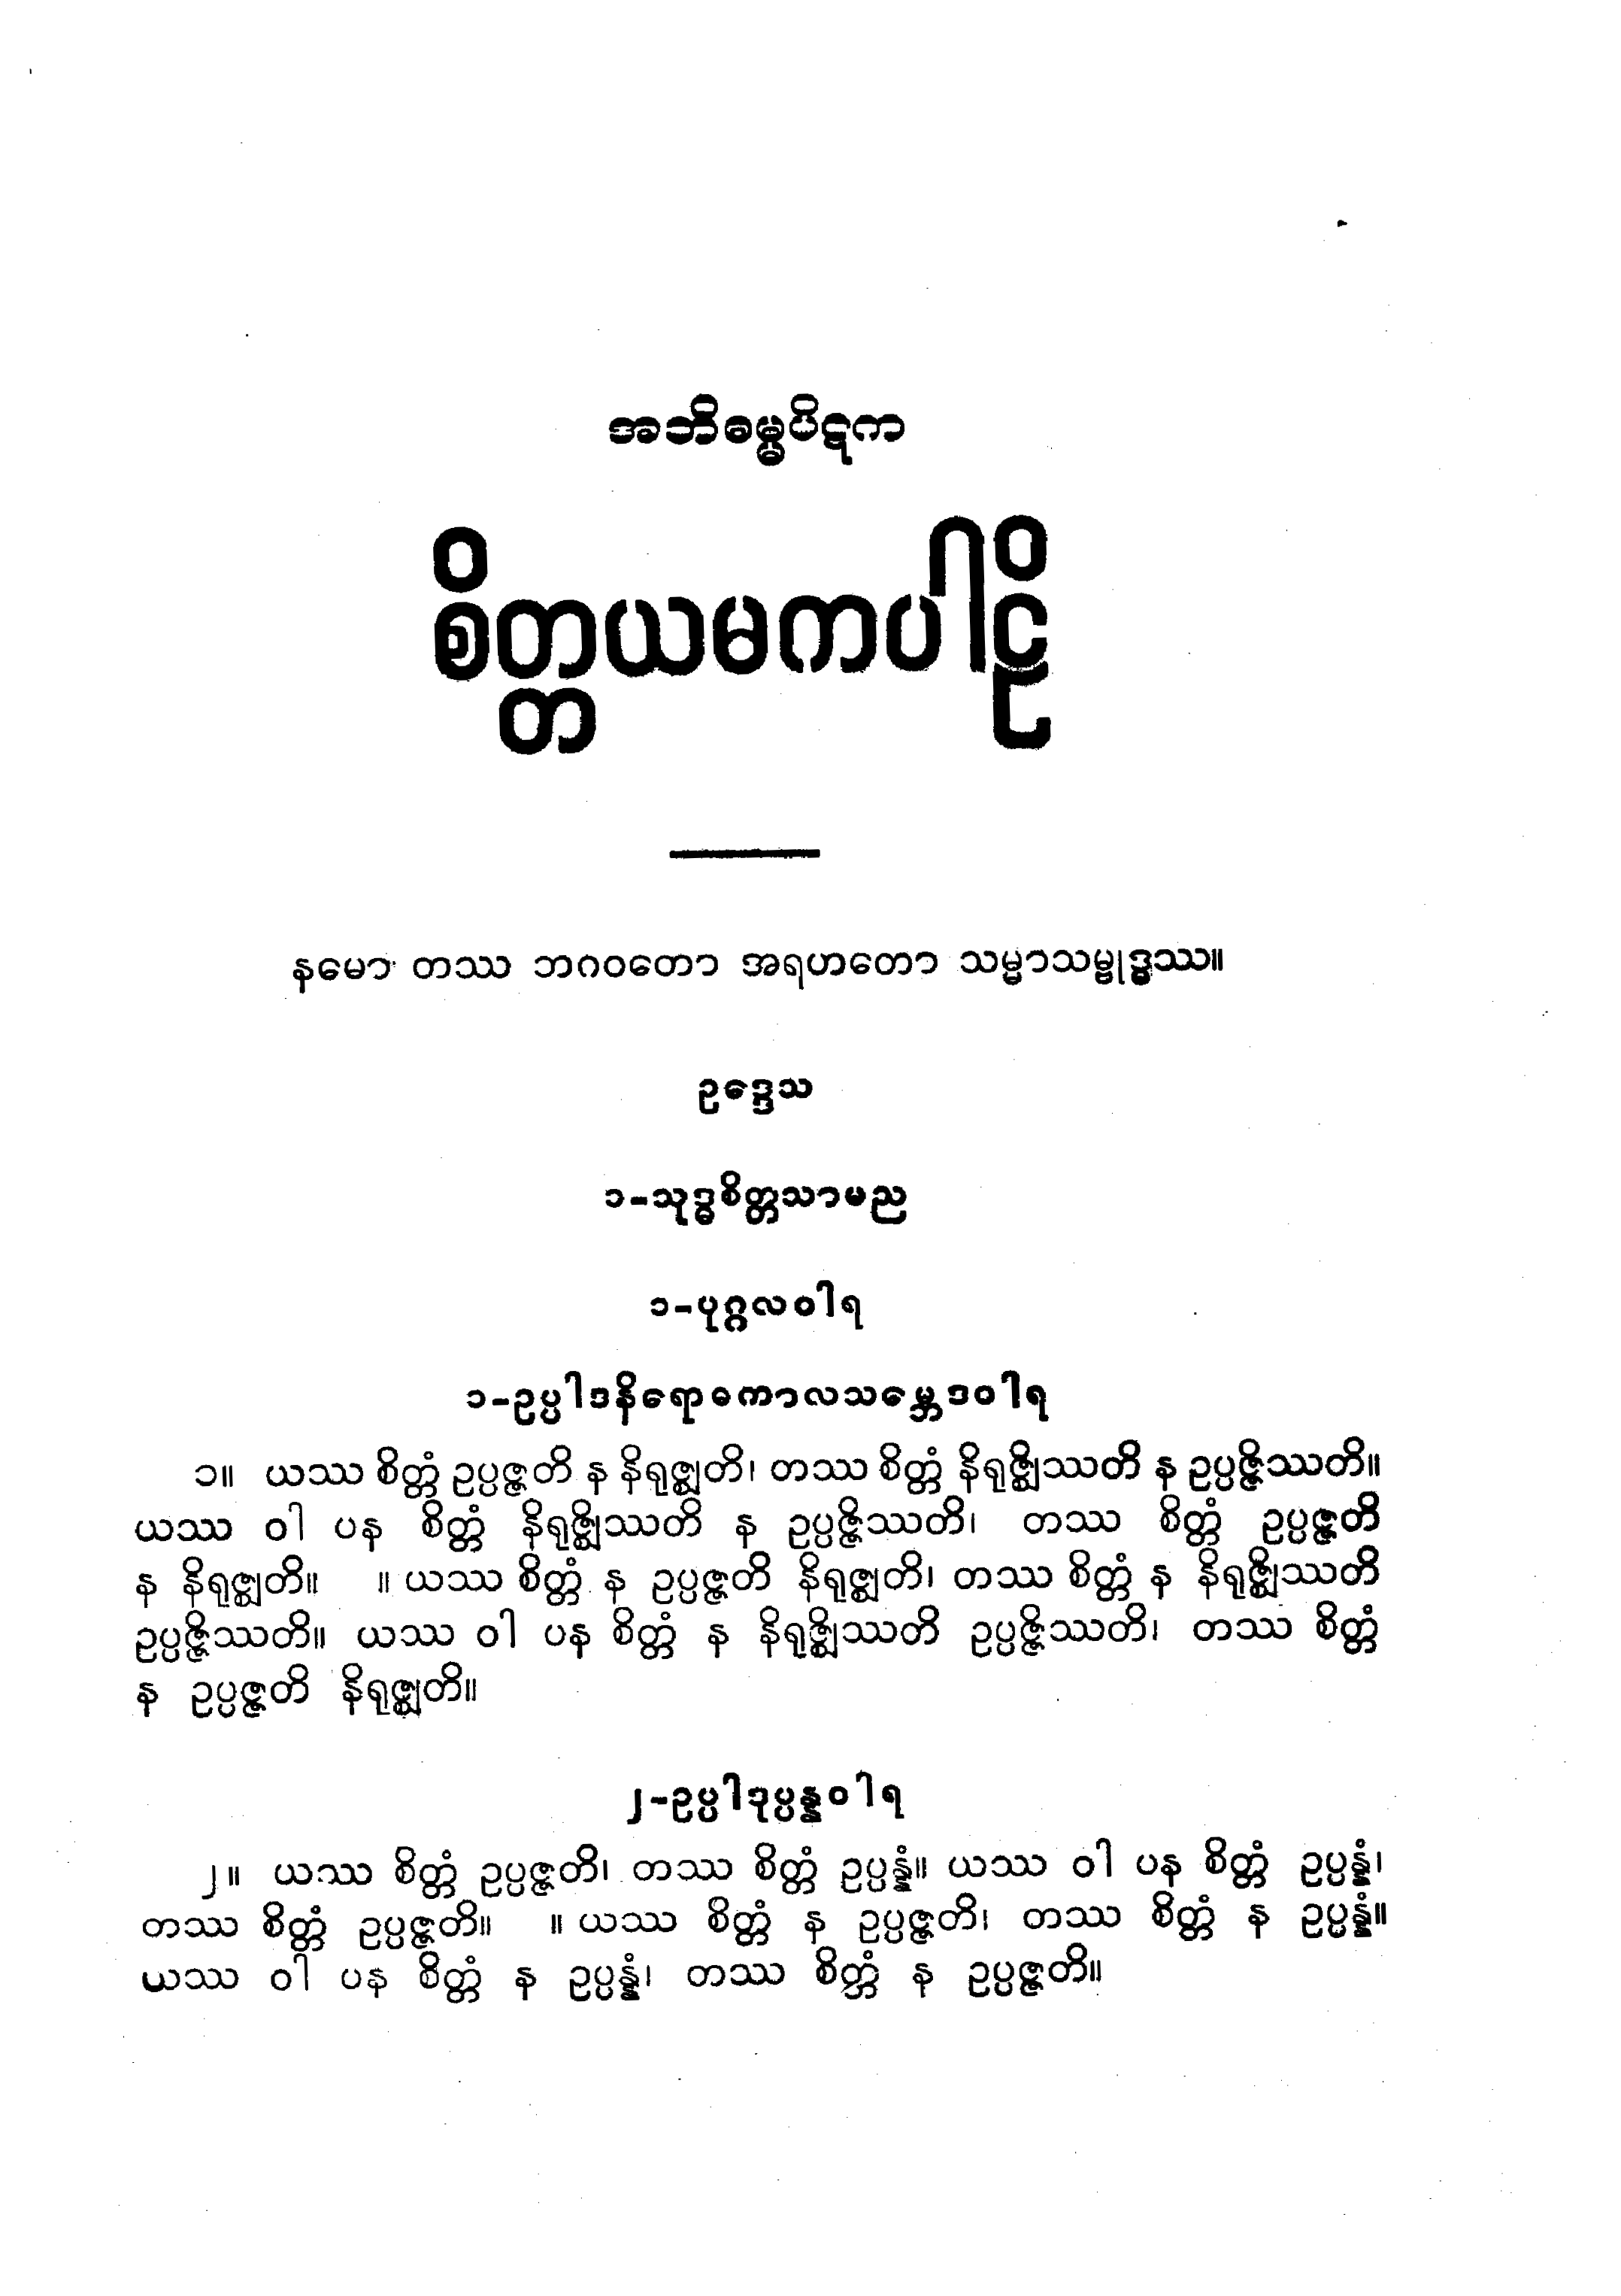 အဘိဓမ္မပိဋက
စိတ္တယမကပါဠိ
နမော တဿ ဘဂဝတော အရဟတော သမ္မာသမ္ဗုဒ္ဓဿ။
ဥဒ္ဒေသ
၁-သုဒ္ဓစိတ္တသာမည
၁-ပုဂ္ဂလဝါရ
၁-ဥပ္ပါဒနိရောဓကာလသမ္ဘေဒဝါရ
၁။ ယဿ စိတ္တံ ဥပ္ပဇ္ဇတိ န နိရုဇ္ဈတိ၊ တဿ စိတ္တံ နိရုဇ္ဈိဿတိ န ဥပ္ပဇ္ဇိဿတိ။
ယဿ ဝါ ပန စိတ္တံ နိရုဇ္ဈိဿတိ န ဥပ္ပဇ္ဇိဿတိ၊ တဿ စိတ္တံ ဥပ္ပဇ္ဇတိ
န နိရုဇ္ဈတိ။ ။ ယဿ စိတ္တံ န ဥပ္ပဇ္ဇတိ နိရုဇ္ဈတိ၊ တဿ စိတ္တံ န နိရုဇ္ဈိဿတိ
ဥပ္ပဇ္ဇိဿတိ။ ယဿ ဝါ ပန စိတ္တံ န နိရုဇ္ဈိဿတိ ဥပ္ပဇ္ဇိဿတိ၊ တဿ စိတ္တံ
န ဥပ္ပဇ္ဇတိ နိရုဇ္ဈတိ။
၂-ဥပ္ပါဒုပ္ပန္နဝါရ
၂။ ယဿ စိတ္တံ ဥပ္ပဇ္ဇတိ၊ တဿ စိတ္တံ ဥပ္ပန္နံ။ ယဿ ဝါ ပန စိတ္တံ ဥပ္ပန္နံ၊
တဿ စိတ္တံ ဥပ္ပဇ္ဇတိ။ ။ ယဿ စိတ္တံ န ဥပ္ပဇ္ဇတိ၊ တဿ စိတ္တံ န ဥပ္ပန္နံ။
ယဿ ဝါ ပန စိတ္တံ န ဥပ္ပန္နံ၊ တဿ စိတ္တံ န ဥပ္ပဇ္ဇတိ။